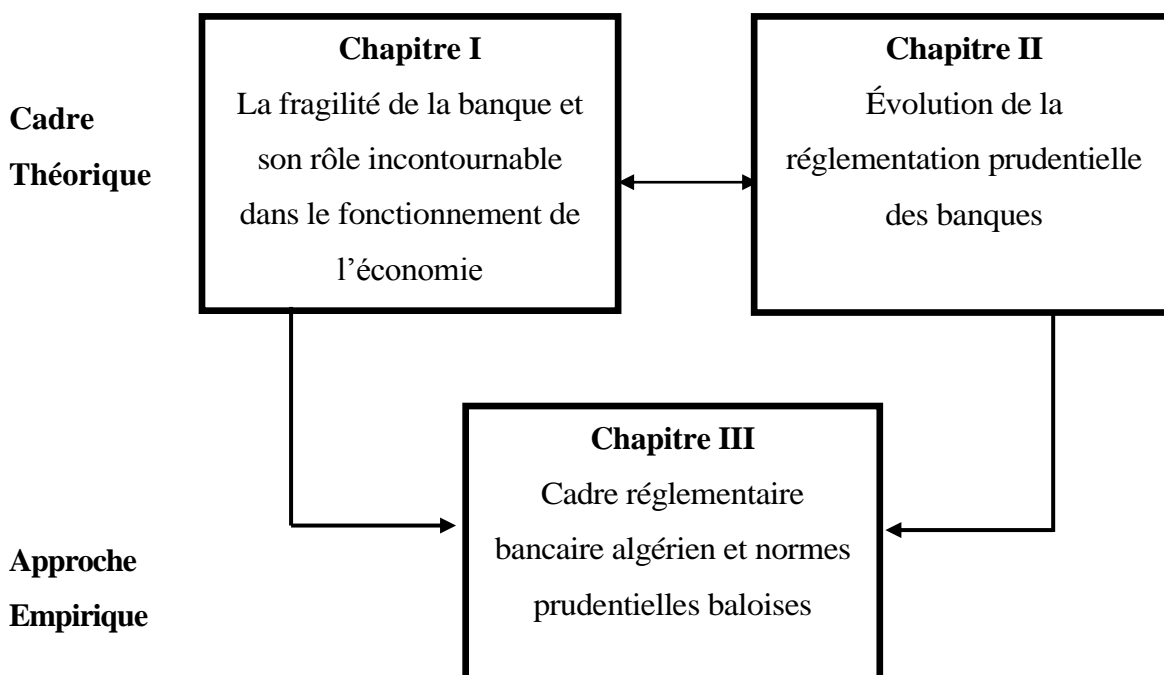 Cadre
Théorique
Chapitre I
La fragilité de la banque et
son rôle incontournable
dans le fonctionnement de
l’économie
Chapitre II
Évolution de la
réglementation prudentielle
des banques
Approche
Empirique
Chapitre III
Cadre réglementaire
bancaire algérien et normes
prudentielles baloises